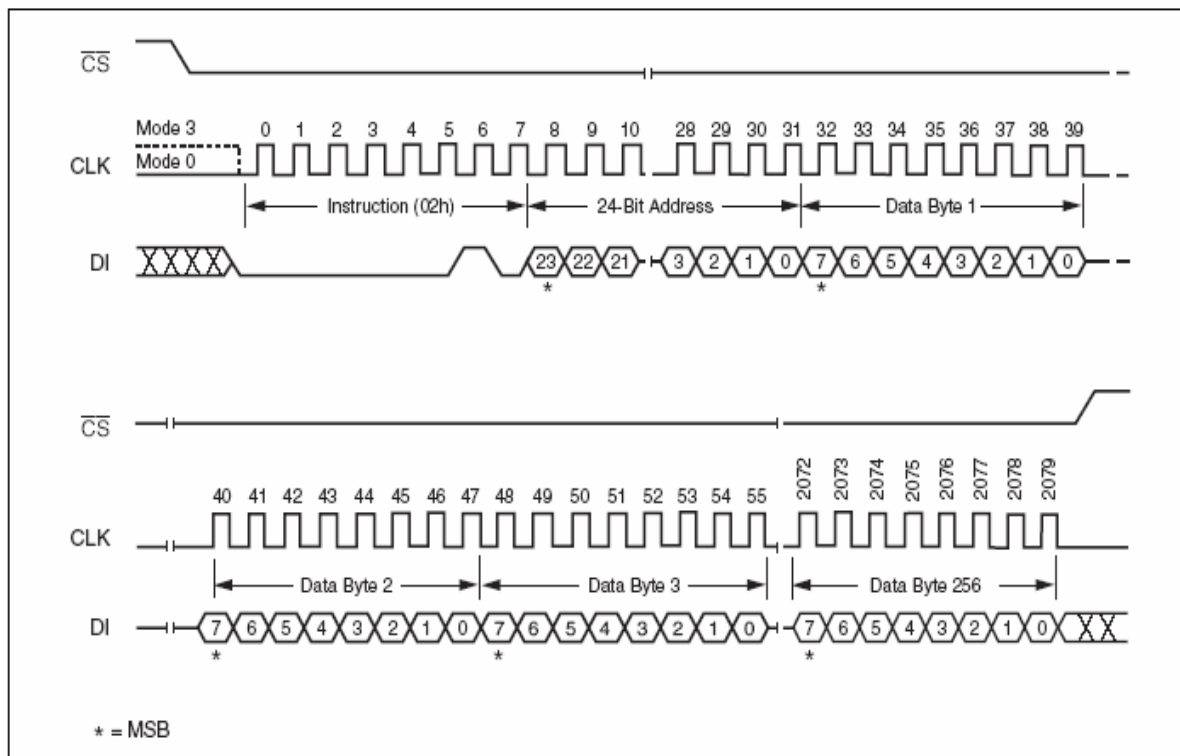 CS
Mode 3
0 1 2 3 4 5 6 7 8 9 10 28 29 30 31 32 33 34 35 36 37 38 39
CLK
Mode 0
Instruction (02h) 24-Bit Address Data Byte 1
DI 23 22 21 3 2 1 0 7 6 5 4 3 2 1 0
* *
CS
40 41 42 43 44 45 46 47 48 49 50 51 52 53 54 55 2072 2073 2074 2075 2076 2077 2078 2079
CLK
Data Byte 2 Data Byte 3 Data Byte 256
DI 7 6 5 4 3 2 1 0 7 6 5 4 3 2 1 0 7 6 5 4 3 2 1 0
* * *
* = MSB